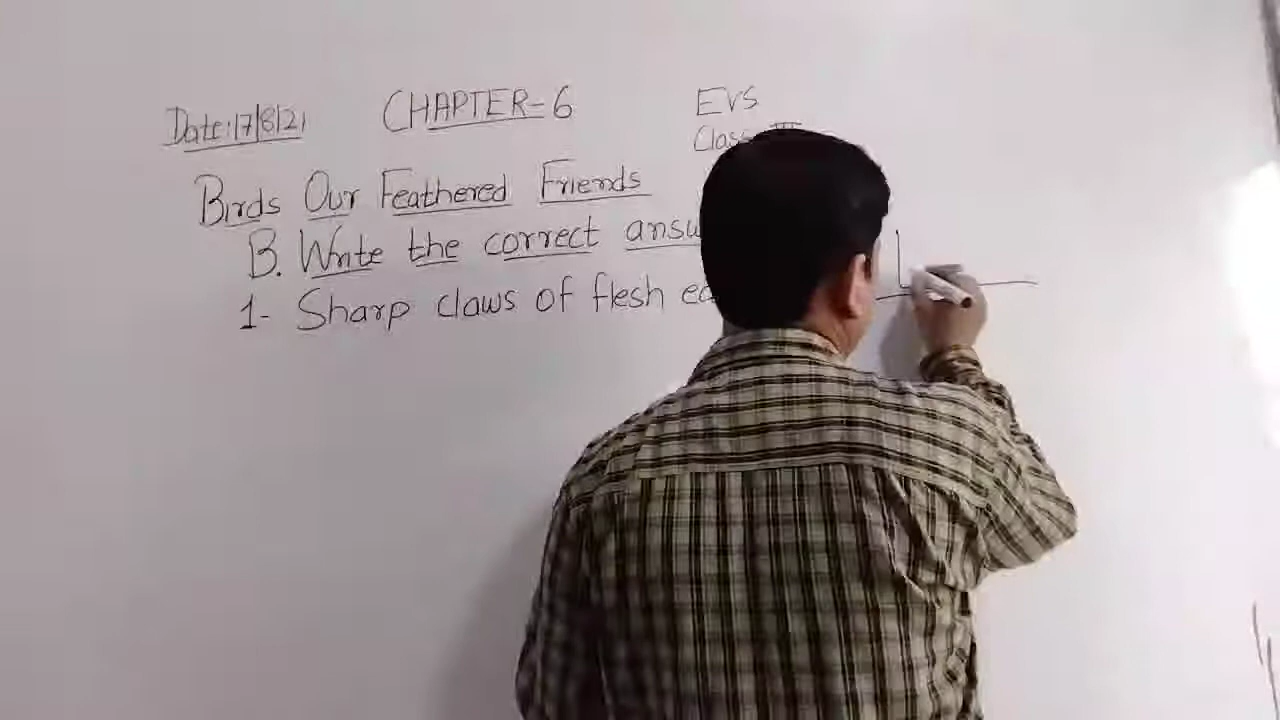 Date:17/8/21 CHAPTER-6 EVS
Class III
Birds Our Feathered Friends
B. Write the correct answ
1- Sharp claws of flesh ea